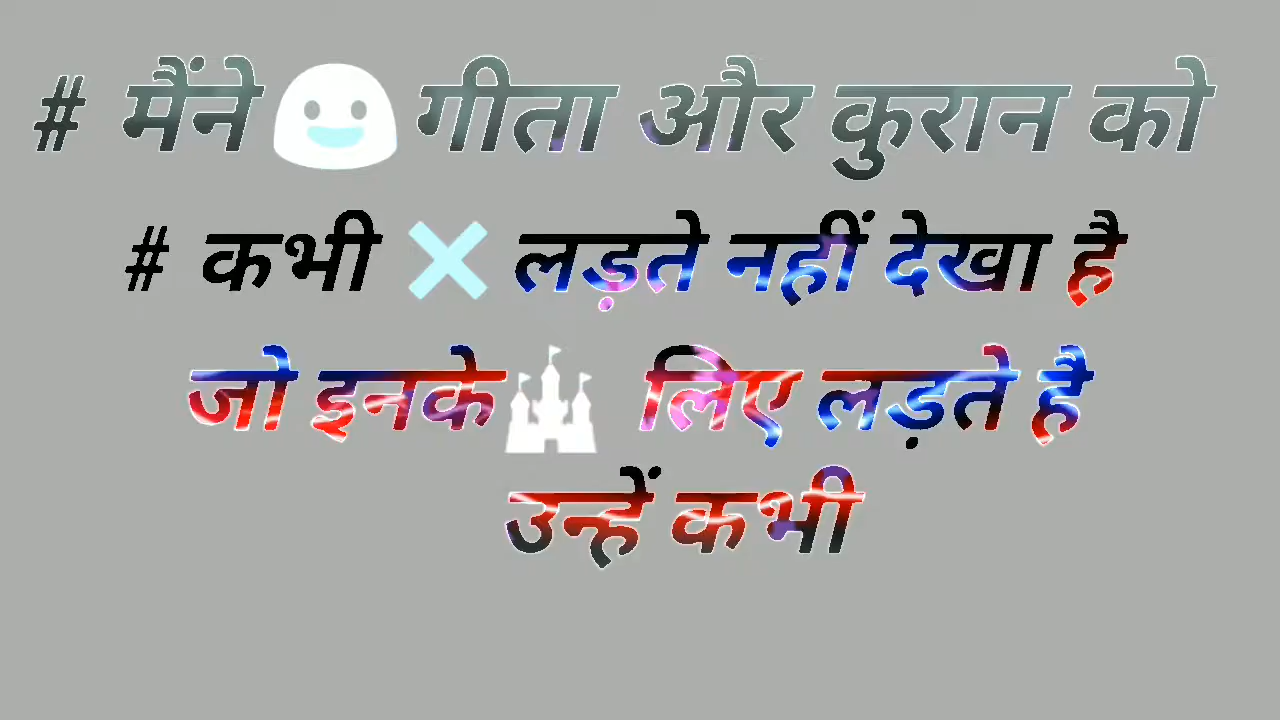 # मैंने गीता और कुरान को
# कभी ❌ लड़ते नहीं देखा है
जो इनके लिए लड़ते है
उन्हें कभी